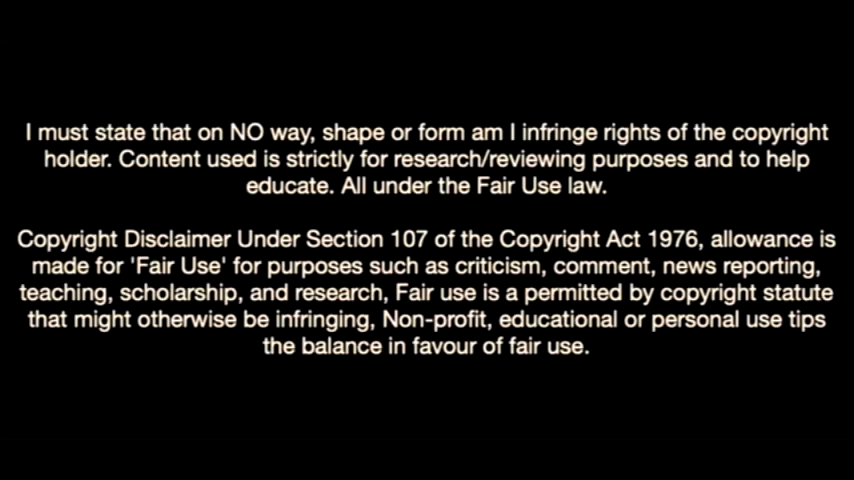 I must state that on NO way, shape or form am I infringe rights of the copyright
holder. Content used is strictly for research/reviewing purposes and to help
educate. All under the Fair Use law.
Copyright Disclaimer Under Section 107 of the Copyright Act 1976, allowance is
made for 'Fair Use' for purposes such as criticism, comment, news reporting,
teaching, scholarship, and research, Fair use is a permitted by copyright statute
that might otherwise be infringing, Non-profit, educational or personal use tips
the balance in favour of fair use.